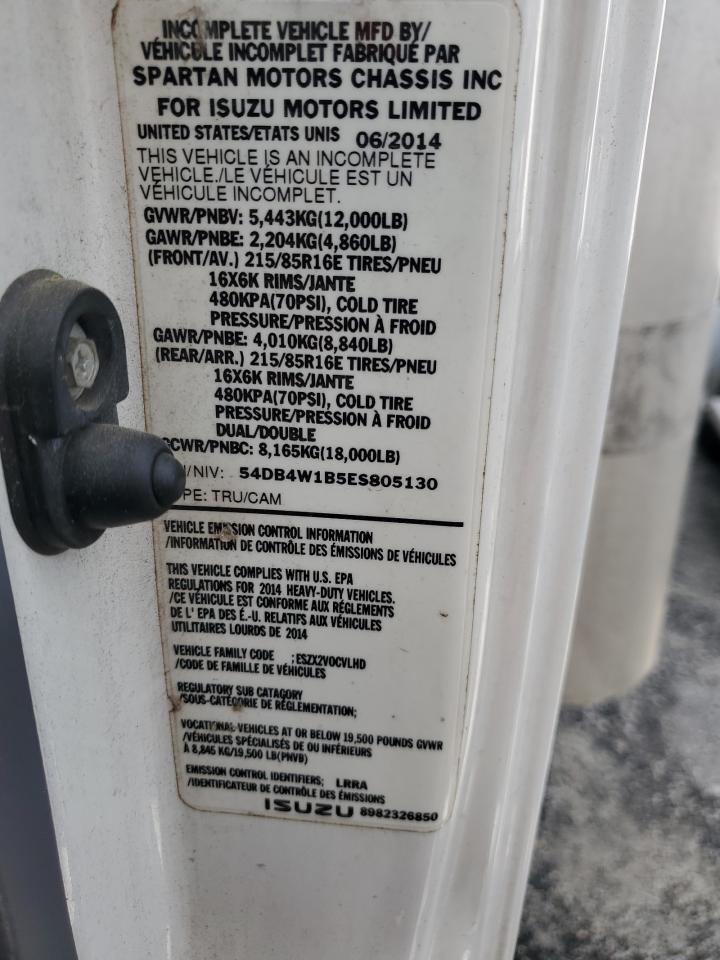 INCOMPLETE VEHICLE MFD BY/
VÉHICULE INCOMPLET FABRIQUÉ PAR
SPARTAN MOTORS CHASSIS INC
FOR ISUZU MOTORS LIMITED
UNITED STATES/ETATS UNIS 06/2014
THIS VEHICLE IS AN INCOMPLETE
VEHICLE./LE VÉHICULE EST UN
VÉHICULE INCOMPLET.
GVWR/PNBV: 5,443KG(12,000LB)
GAWR/PNBE: 2,204KG(4,860LB)
(FRONT/AV.) 215/85R16E TIRES/PNEU
16X6K RIMS/JANTE
480KPA(70PSI), COLD TIRE
PRESSURE/PRESSION À FROID
GAWR/PNBE: 4,010KG(8,840LB)
(REAR/ARR.) 215/85R16E TIRES/PNEU
16X6K RIMS/JANTE
480KPA(70PSI), COLD TIRE
PRESSURE/PRESSION À FROID
DUAL/DOUBLE
GCWR/PNBC: 8,165KG(18,000LB)
/NIV: 54DB4W1B5ES805130
PE: TRU/CAM
VEHICLE EMISSION CONTROL INFORMATION
/INFORMATION DE CONTRÔLE DES ÉMISSIONS DE VÉHICULES
THIS VEHICLE COMPLIES WITH U.S. EPA
REGULATIONS FOR 2014 HEAVY-DUTY VEHICLES.
/CE VÉHICULE EST CONFORME AUX RÉGLEMENTS
DE L' EPA DES É.-U. RELATIFS AUX VÉHICULES
UTILITAIRES LOURDS DE 2014
VEHICLE FAMILY CODE ;ESZX2VOCVLHD
/CODE DE FAMILLE DE VÉHICULES
REGULATORY SUB CATAGORY
/SOUS-CATÉGORIE DE RÉGLEMENTATION;
VOCATIONAL VEHICLES AT OR BELOW 19,500 POUNDS GVWR
/VÉHICULES SPÉCIALISÉS DE OU INFÉRIEURS
À 8,845 KG/19,500 LB(PNVB)
EMISSION CONTROL IDENTIFIERS; LRRA
/IDENTIFICATEUR DE CONTRÔLE DES ÉMISSIONS
ISUZU 8982326850